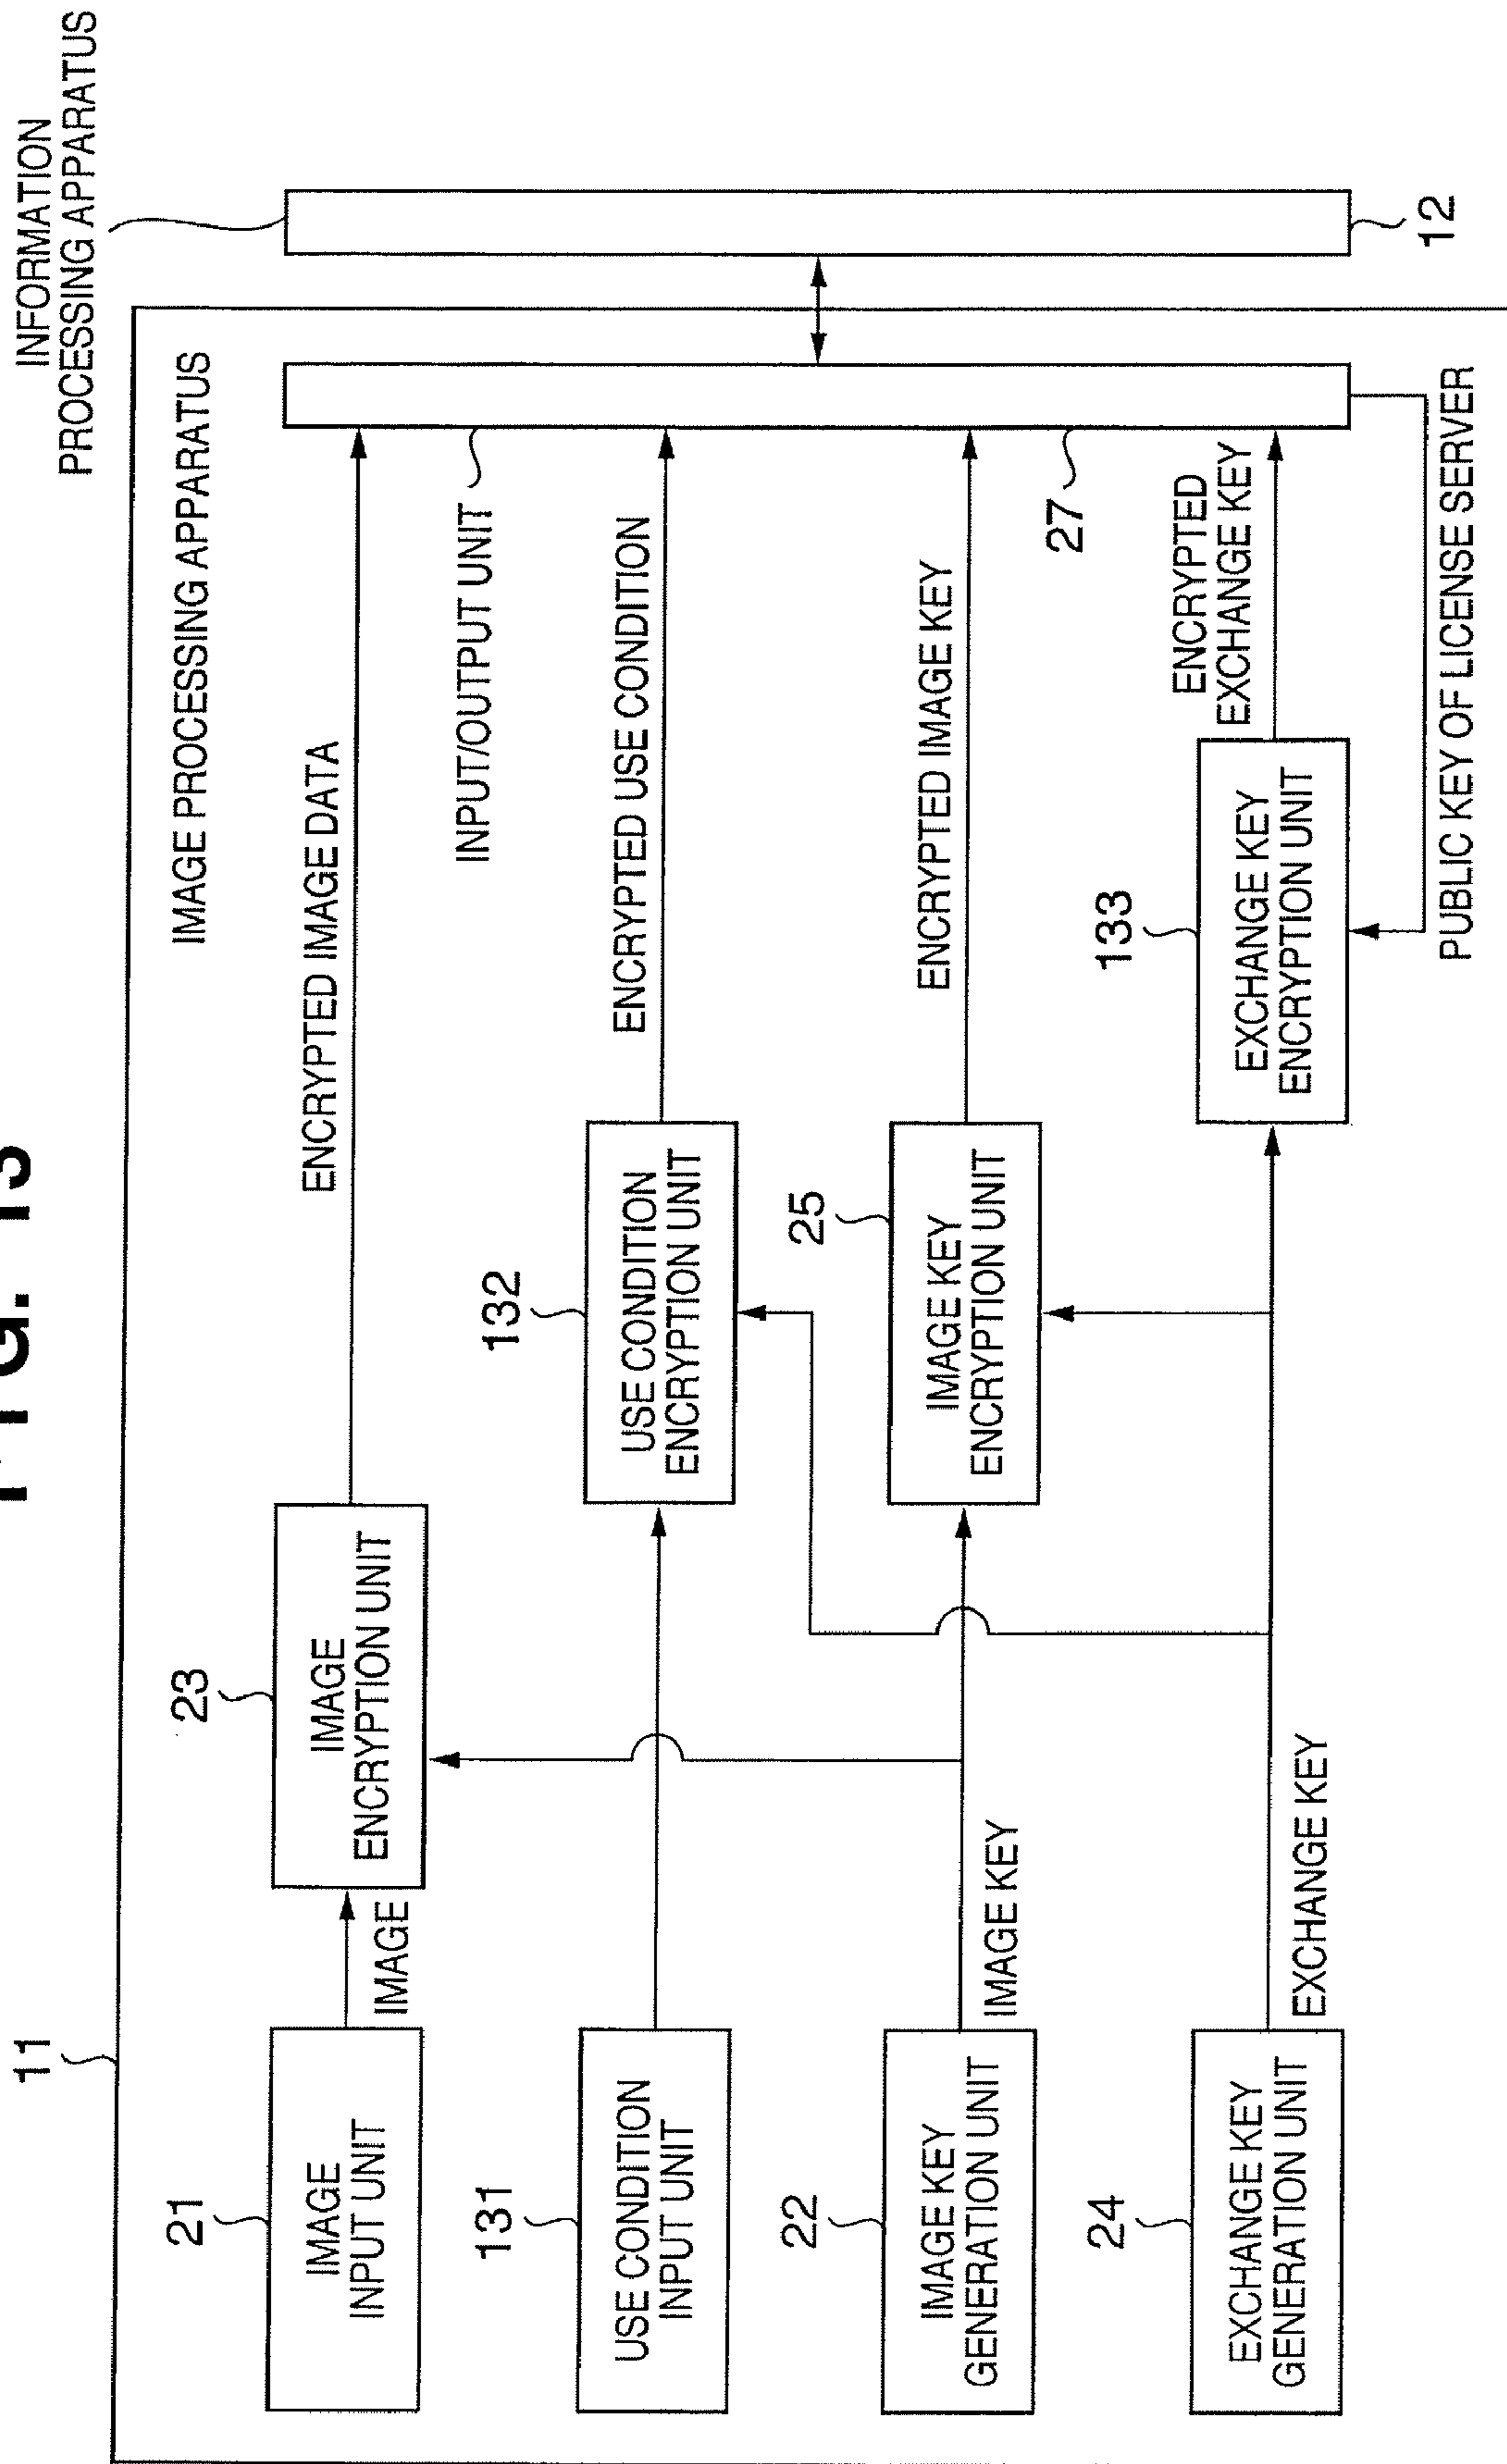 FIG. 13
11
IMAGE PROCESSING APPARATUS
INFORMATION
PROCESSING APPARATUS
21
IMAGE
INPUT UNIT
IMAGE
23
IMAGE
ENCRYPTION UNIT
ENCRYPTED IMAGE DATA
INPUT/OUTPUT UNIT
131
USE CONDITION
INPUT UNIT
132
USE CONDITION
ENCRYPTION UNIT
ENCRYPTED USE CONDITION
22
IMAGE KEY
GENERATION UNIT
IMAGE KEY
25
IMAGE KEY
ENCRYPTION UNIT
ENCRYPTED IMAGE KEY
27
24
EXCHANGE KEY
GENERATION UNIT
EXCHANGE KEY
133
EXCHANGE KEY
ENCRYPTION UNIT
ENCRYPTED
EXCHANGE KEY
PUBLIC KEY OF LICENSE SERVER
12